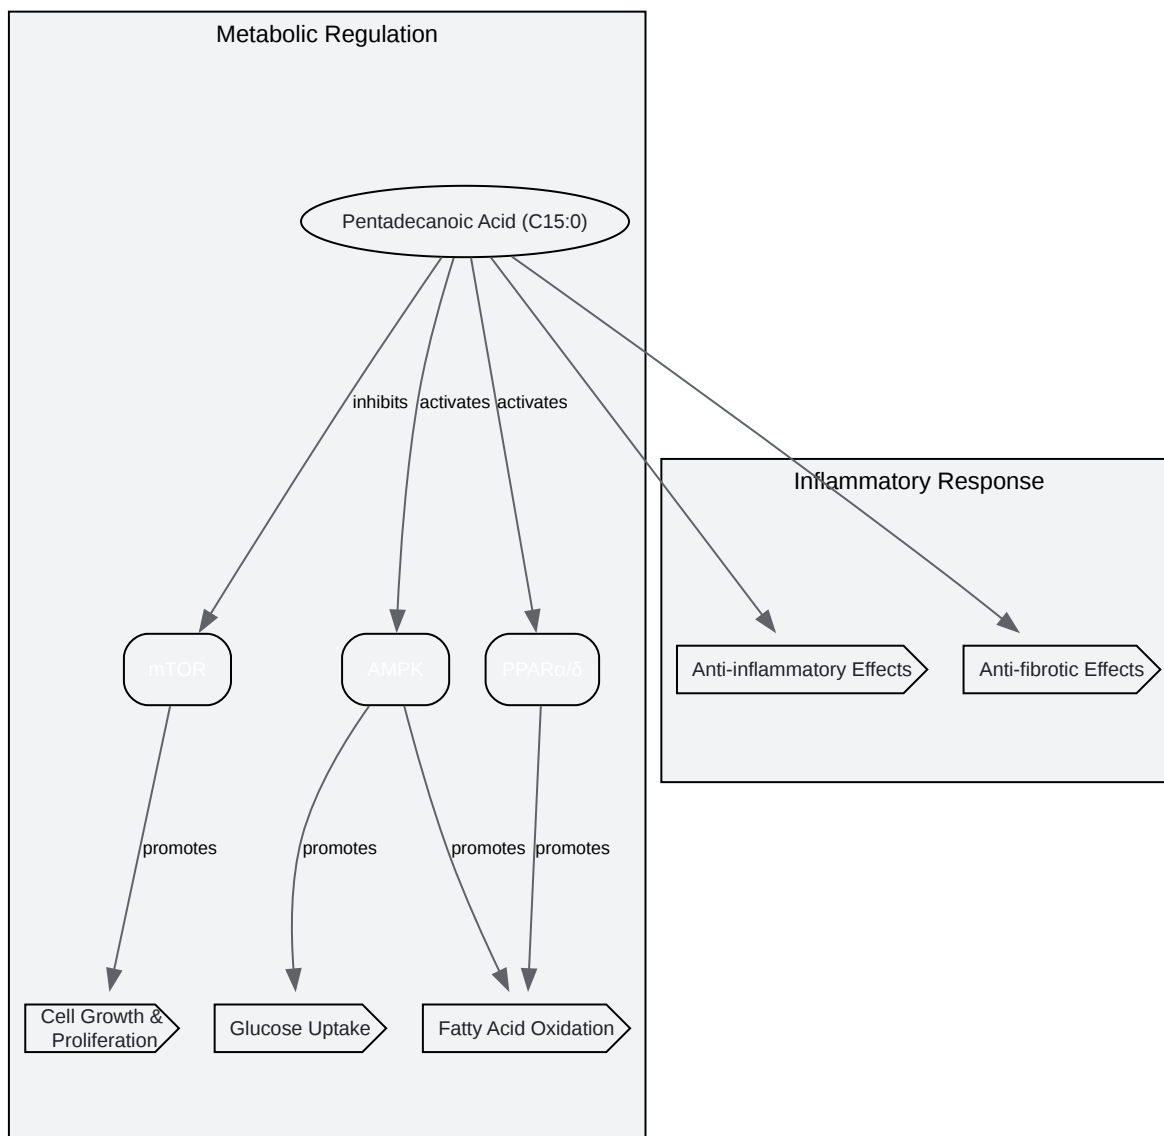 Metabolic Regulation
Pentadecanoic Acid (C15:0)
inhibits
activates
activates
Inflammatory Response
mTOR
AMPK
PPARα/δ
Anti-inflammatory Effects
Anti-fibrotic Effects
promotes
promotes
promotes
promotes
Cell Growth &
Proliferation
Glucose Uptake
Fatty Acid Oxidation